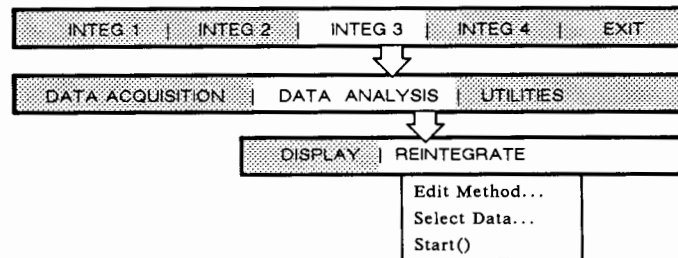 INTEG 1 | INTEG 2 | INTEG 3 | INTEG 4 | EXIT
DATA ACQUISITION | DATA ANALYSIS | UTILITIES
DISPLAY | REINTEGRATE
Edit Method...
Select Data...
Start()